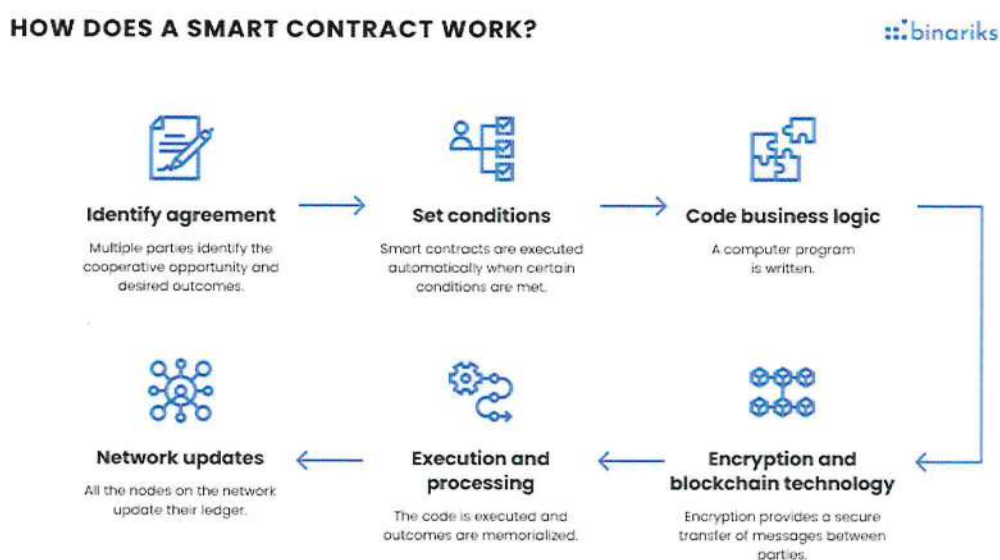 HOW DOES A SMART CONTRACT WORK?
binariks
Identify agreement
Multiple parties identify the
cooperative opportunity and
desired outcomes.
Set conditions
Smart contracts are executed
automatically when certain
conditions are met.
Code business logic
A computer program
is written.
Encryption and
blockchain technology
Encryption provides a secure
transfer of messages between
parties.
Execution and
processing
The code is executed and
outcomes are memorialized.
Network updates
All the nodes on the network
update their ledger.